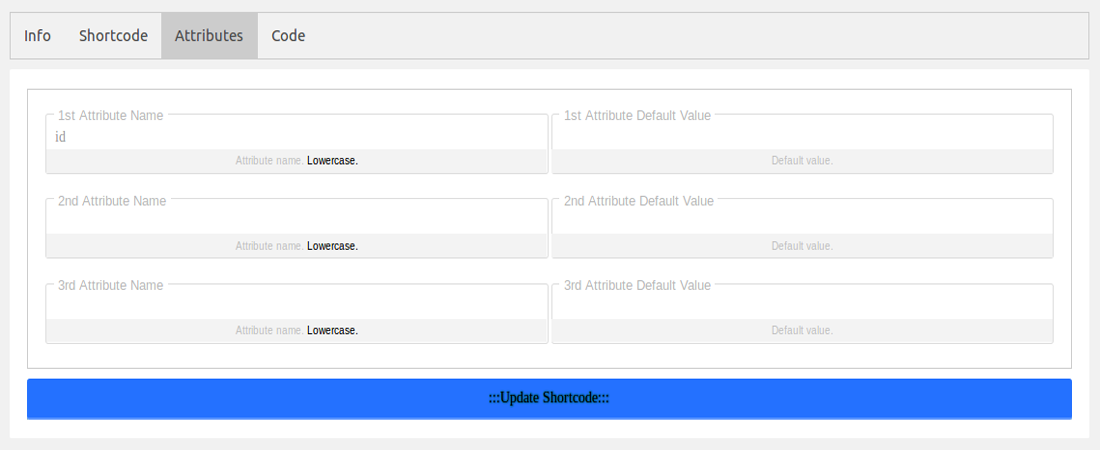 Info Shortcode Attributes Code
1st Attribute Name 1st Attribute Default Value
id
Attribute name. Lowercase. Default value.
2nd Attribute Name 2nd Attribute Default Value
Attribute name. Lowercase. Default value.
3rd Attribute Name 3rd Attribute Default Value
Attribute name. Lowercase. Default value.
:::Update Shortcode:::